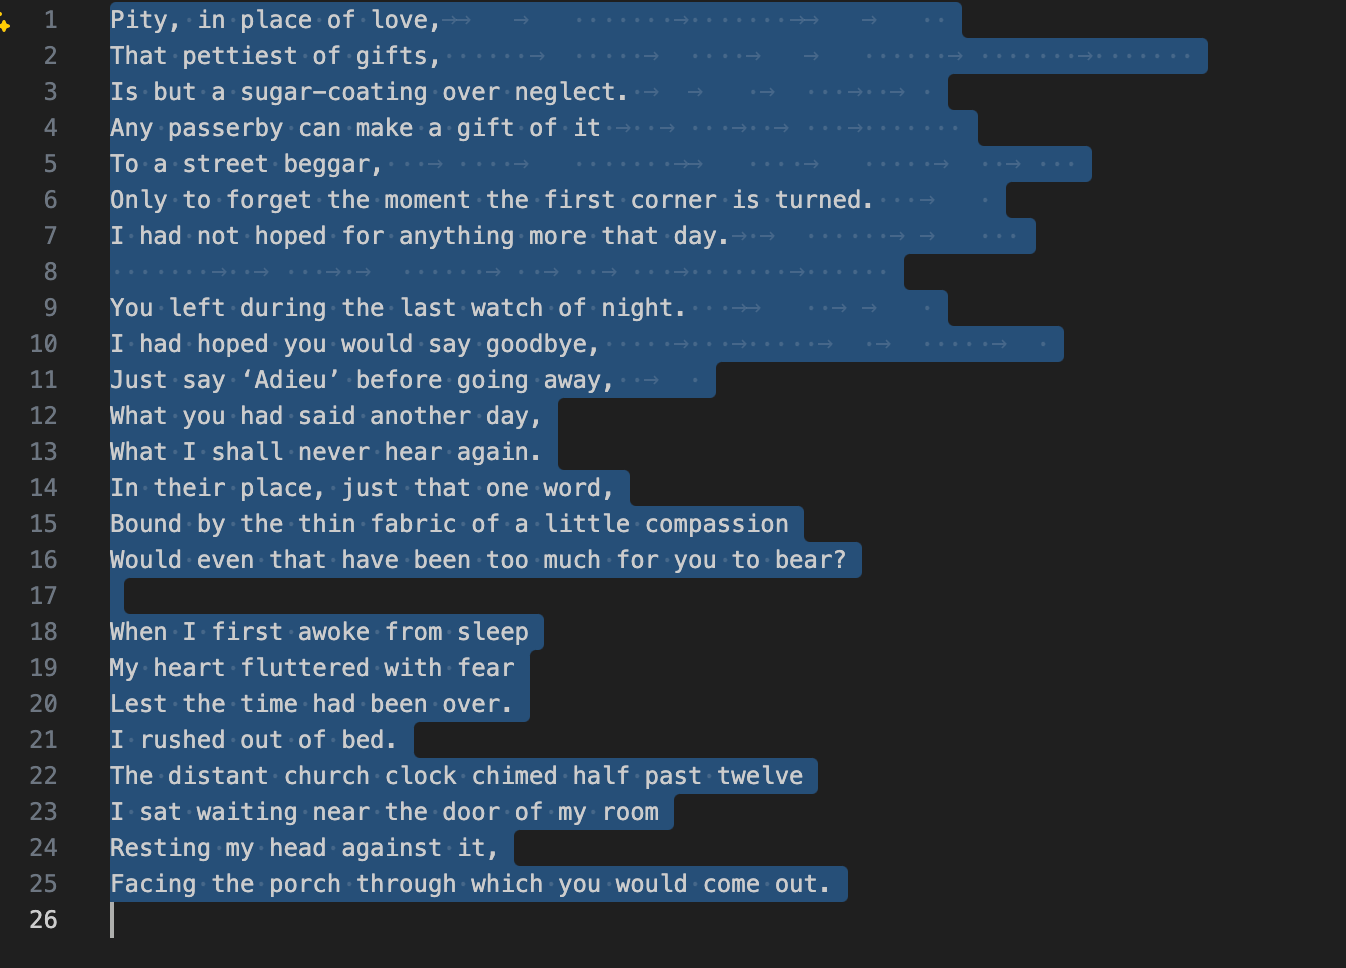 1 Pity, in place of love,
2 That pettiest of gifts,
3 Is but a sugar-coating over neglect.
4 Any passerby can make a gift of it
5 To a street beggar,
6 Only to forget the moment the first corner is turned.
7 I had not hoped for anything more that day.
8
9 You left during the last watch of night.
10 I had hoped you would say goodbye,
11 Just say ‘Adieu’ before going away,
12 What you had said another day,
13 What I shall never hear again.
14 In their place, just that one word,
15 Bound by the thin fabric of a little compassion
16 Would even that have been too much for you to bear?
17
18 When I first awoke from sleep
19 My heart fluttered with fear
20 Lest the time had been over.
21 I rushed out of bed.
22 The distant church clock chimed half past twelve
23 I sat waiting near the door of my room
24 Resting my head against it,
25 Facing the porch through which you would come out.
26